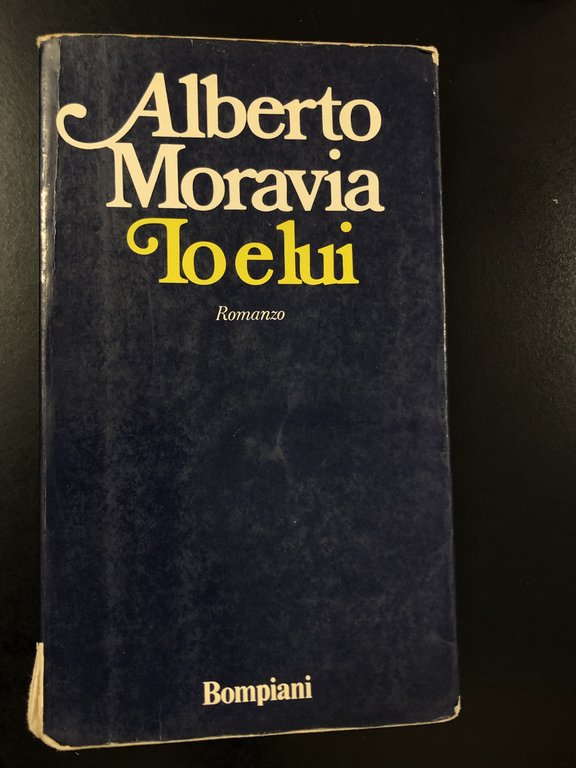 Alberto
Moravia
Io e lui
Romanzo
Bompiani